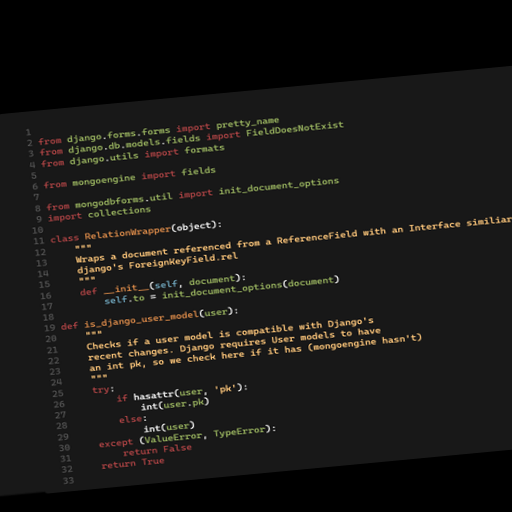 1
2 from django.forms.forms import pretty_name
3 from django.db.models.fields import FieldDoesNotExist
4 from django.utils import formats
5
6 from mongoengine import fields
7
8 from mongodbforms.util import init_document_options
9 import collections
10
11 class RelationWrapper(object):
12 """
13 Wraps a document referenced from a ReferenceField with an Interface similiar
14 django's ForeignKeyField.rel
15 """
16 def __init__(self, document):
17 self.to = init_document_options(document)
18
19 def is_django_user_model(user):
20 """
21 Checks if a user model is compatible with Django's
22 recent changes. Django requires User models to have
23 an int pk, so we check here if it has (mongoengine hasn't)
24 """
25 try:
26 if hasattr(user, 'pk'):
27 int(user.pk)
28 else:
29 int(user)
30 except (ValueError, TypeError):
31 return False
32 return True
33